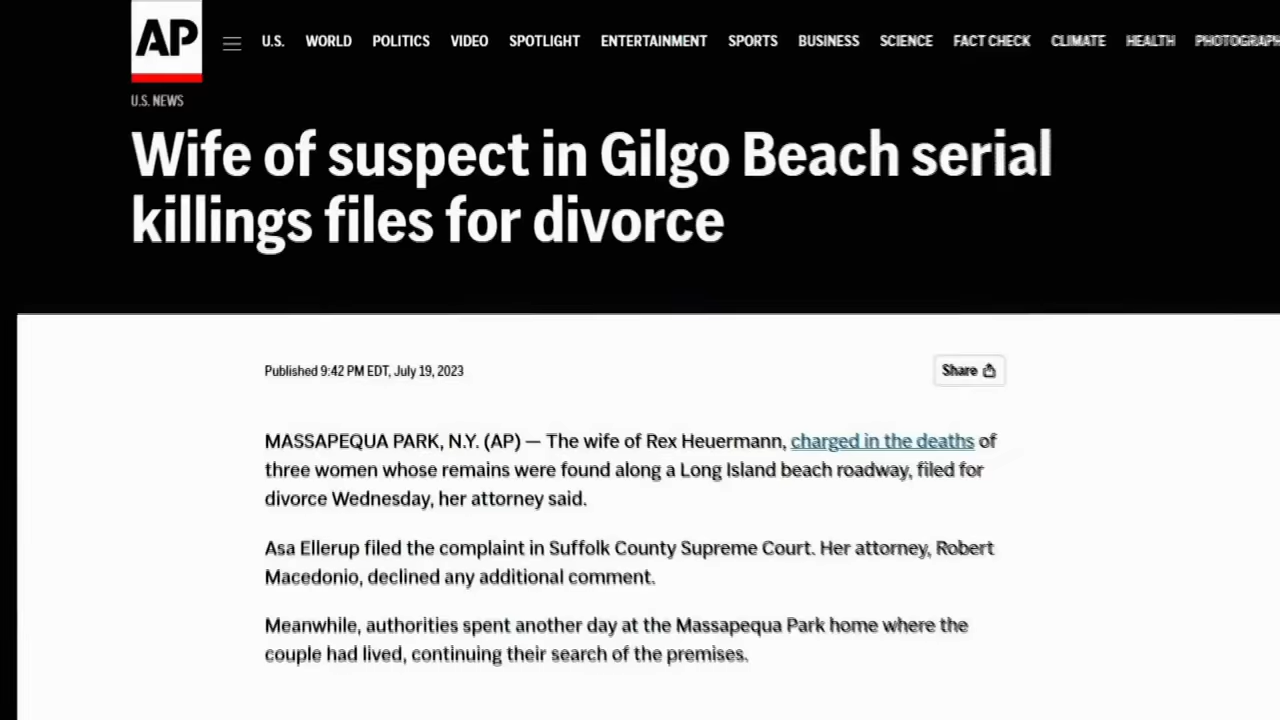 AP
U.S. WORLD POLITICS VIDEO SPOTLIGHT ENTERTAINMENT SPORTS BUSINESS SCIENCE FACT CHECK CLIMATE HEALTH PHOTOGRAPH
U.S. NEWS
Wife of suspect in Gilgo Beach serial
killings files for divorce
Published 9:42 PM EDT, July 19, 2023
Share
MASSAPEQUA PARK, N.Y. (AP) — The wife of Rex Heuermann, charged in the deaths of
three women whose remains were found along a Long Island beach roadway, filed for
divorce Wednesday, her attorney said.
Asa Ellerup filed the complaint in Suffolk County Supreme Court. Her attorney, Robert
Macedonio, declined any additional comment.
Meanwhile, authorities spent another day at the Massapequa Park home where the
couple had lived, continuing their search of the premises.